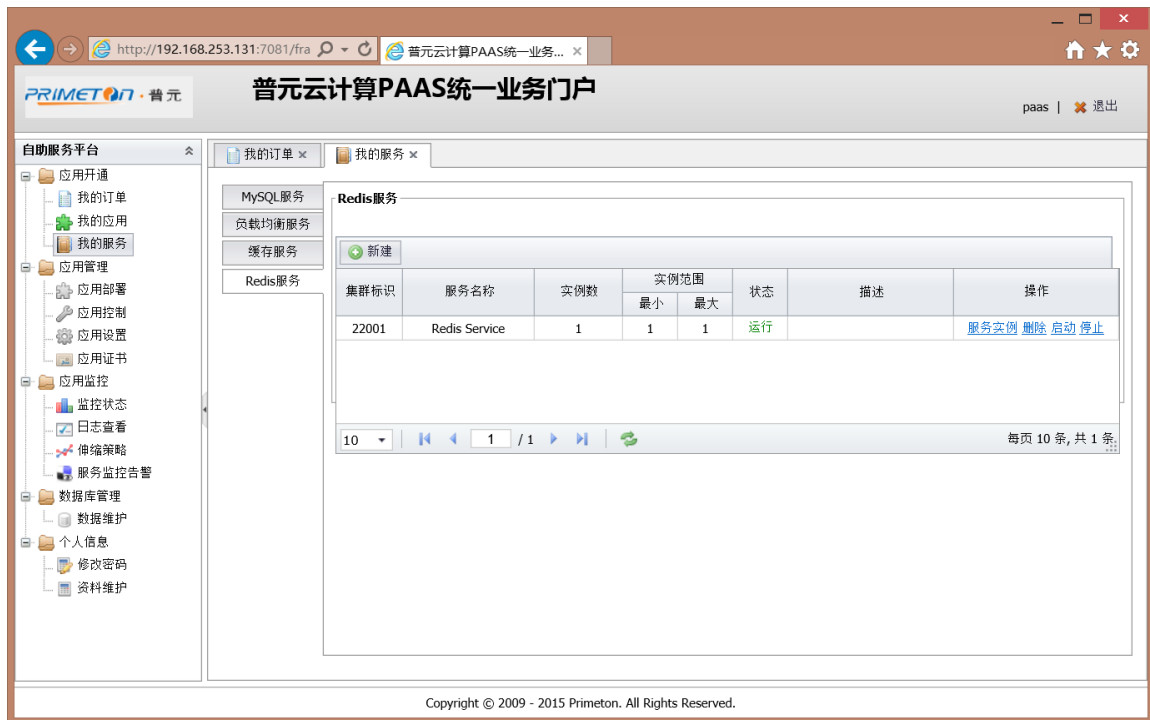 http://192.168.253.131:7081/fra
普元云计算PAAS统一业务...
PRIMETON·普元
普元云计算PAAS统一业务门户
paas | 退出
自助服务平台
应用开通
我的订单
我的应用
我的服务
应用管理
应用部署
应用控制
应用设置
应用证书
应用监控
监控状态
日志查看
伸缩策略
服务监控告警
数据库管理
数据维护
个人信息
修改密码
资料维护
我的订单 我的服务
MySQL服务
负载均衡服务
缓存服务
Redis服务
Redis服务
新建
集群标识 服务名称 实例数 实例范围 状态 描述 操作
最小 最大
22001 Redis Service 1 1 1 运行 服务实例 删除 启动 停止
10 1 / 1 每页 10 条, 共 1 条
Copyright © 2009 - 2015 Primeton. All Rights Reserved.